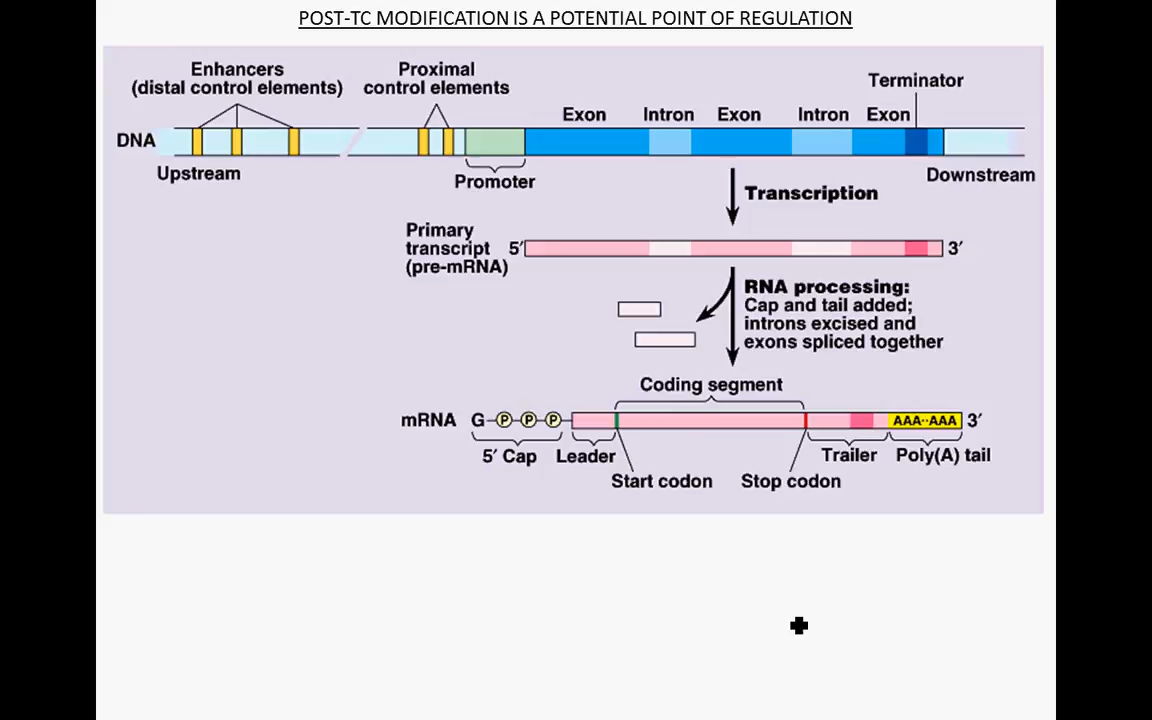 POST-TC MODIFICATION IS A POTENTIAL POINT OF REGULATION
Enhancers
(distal control elements)
Proximal
control elements
Terminator
Exon
Intron
Exon
Intron
Exon
DNA
Upstream
Promoter
Downstream
Transcription
Primary
transcript
(pre-mRNA)
5′
3′
RNA processing:
Cap and tail added;
introns excised and
exons spliced together
Coding segment
mRNA
G
P
P
P
AAA··AAA
3′
5′ Cap
Leader
Trailer
Poly(A) tail
Start codon
Stop codon